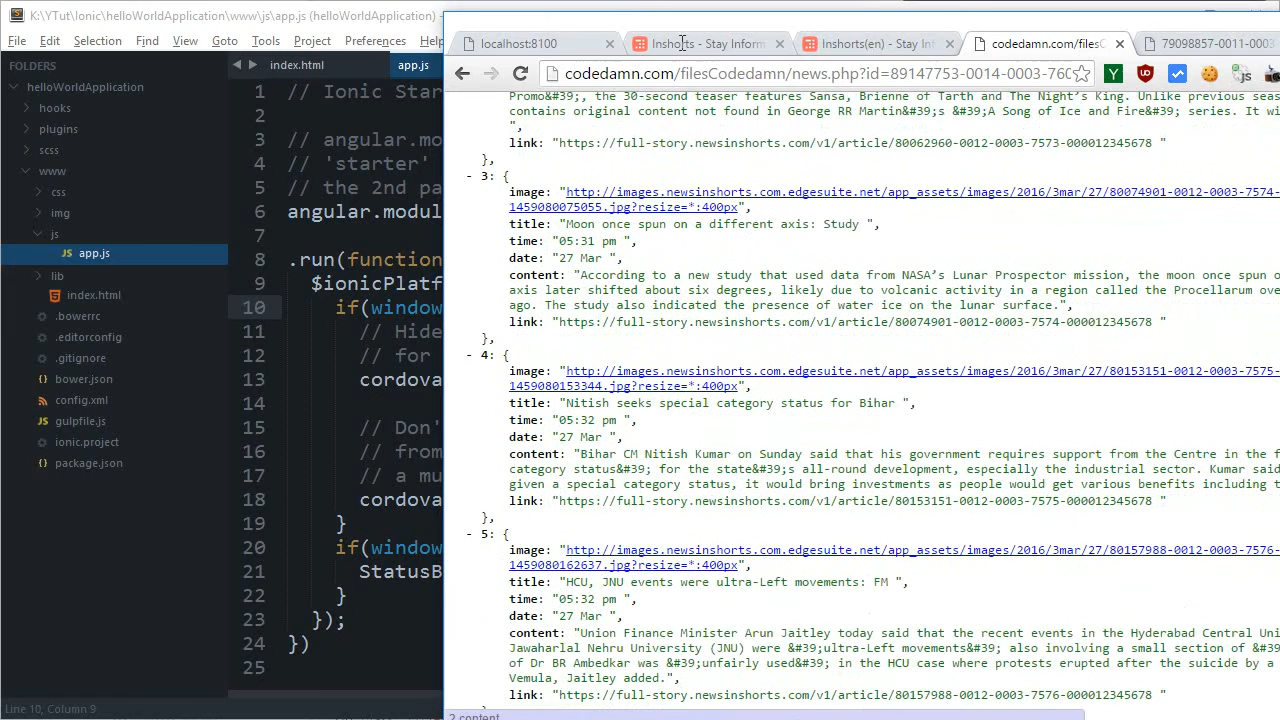 K:\YTut\Ionic\helloWorldApplication\www\js\app.js (helloWorldApplication)
File Edit Selection Find View Goto Tools Project Preferences Help
FOLDERS
helloWorldApplication
hooks
plugins
scss
www
css
img
js
app.js
lib
index.html
.bowerrc
.editorconfig
.gitignore
bower.json
config.xml
gulpfile.js
ionic.project
package.json
Line 10, Column 9
index.html app.js
1 // Ionic Star
2
3 // angular.mo
4 // 'starter'
5 // the 2nd pa
6 angular.modul
7
8 .run(function
9 $ionicPlatf
10 if(window
11 // Hide
12 // for
13 cordova
14
15 // Don'
16 // from
17 // a mu
18 cordova
19 }
20 if(window
21 StatusB
22 }
23 });
24 })
25
localhost:8100 Inshorts - Stay Inform Inshorts(en) - Stay Int codedamn.com/filesC 79098857-0011-0003
codedamn.com/filesCodedamn/news.php?id=89147753-0014-0003-760
Promo&#39;, the 30-second teaser features Sansa, Brienne of Tarth and The Night’s King. Unlike previous seas
contains original content not found in George RR Martin&#39;s &#39;A Song of Ice and Fire&#39; series. It wi
",
link: "https://full-story.newsinshorts.com/v1/article/80062960-0012-0003-7573-000012345678 "
},
- 3: {
image: "http://images.newsinshorts.com.edgesuite.net/app_assets/images/2016/3mar/27/80074901-0012-0003-7574-
1459080075055.jpg?resize=*:400px",
title: "Moon once spun on a different axis: Study ",
time: "05:31 pm ",
date: "27 Mar ",
content: "According to a new study that used data from NASA’s Lunar Prospector mission, the moon once spun o
axis later shifted about six degrees, likely due to volcanic activity in a region called the Procellarum ove
ago. The study also indicated the presence of water ice on the lunar surface.",
link: "https://full-story.newsinshorts.com/v1/article/80074901-0012-0003-7574-000012345678 "
},
- 4: {
image: "http://images.newsinshorts.com.edgesuite.net/app_assets/images/2016/3mar/27/80153151-0012-0003-7575-
1459080153344.jpg?resize=*:400px",
title: "Nitish seeks special category status for Bihar ",
time: "05:32 pm ",
date: "27 Mar ",
content: "Bihar CM Nitish Kumar on Sunday said that his government requires support from the Centre in the f
category status&#39; for the state&#39;s all-round development, especially the industrial sector. Kumar said
given a special category status, it would bring investments as people would get various benefits including t
link: "https://full-story.newsinshorts.com/v1/article/80153151-0012-0003-7575-000012345678 "
},
- 5: {
image: "http://images.newsinshorts.com.edgesuite.net/app_assets/images/2016/3mar/27/80157988-0012-0003-7576-
1459080162637.jpg?resize=*:400px",
title: "HCU, JNU events were ultra-Left movements: FM ",
time: "05:32 pm ",
date: "27 Mar ",
content: "Union Finance Minister Arun Jaitley today said that the recent events in the Hyderabad Central Uni
Jawaharlal Nehru University (JNU) were &#39;ultra-Left movements&#39; also involving a small section of &#39
of Dr BR Ambedkar was &#39;unfairly used&#39; in the HCU case where protests erupted after the suicide by a
Vemula, Jaitley added.",
link: "https://full-story.newsinshorts.com/v1/article/80157988-0012-0003-7576-000012345678 "
2 content